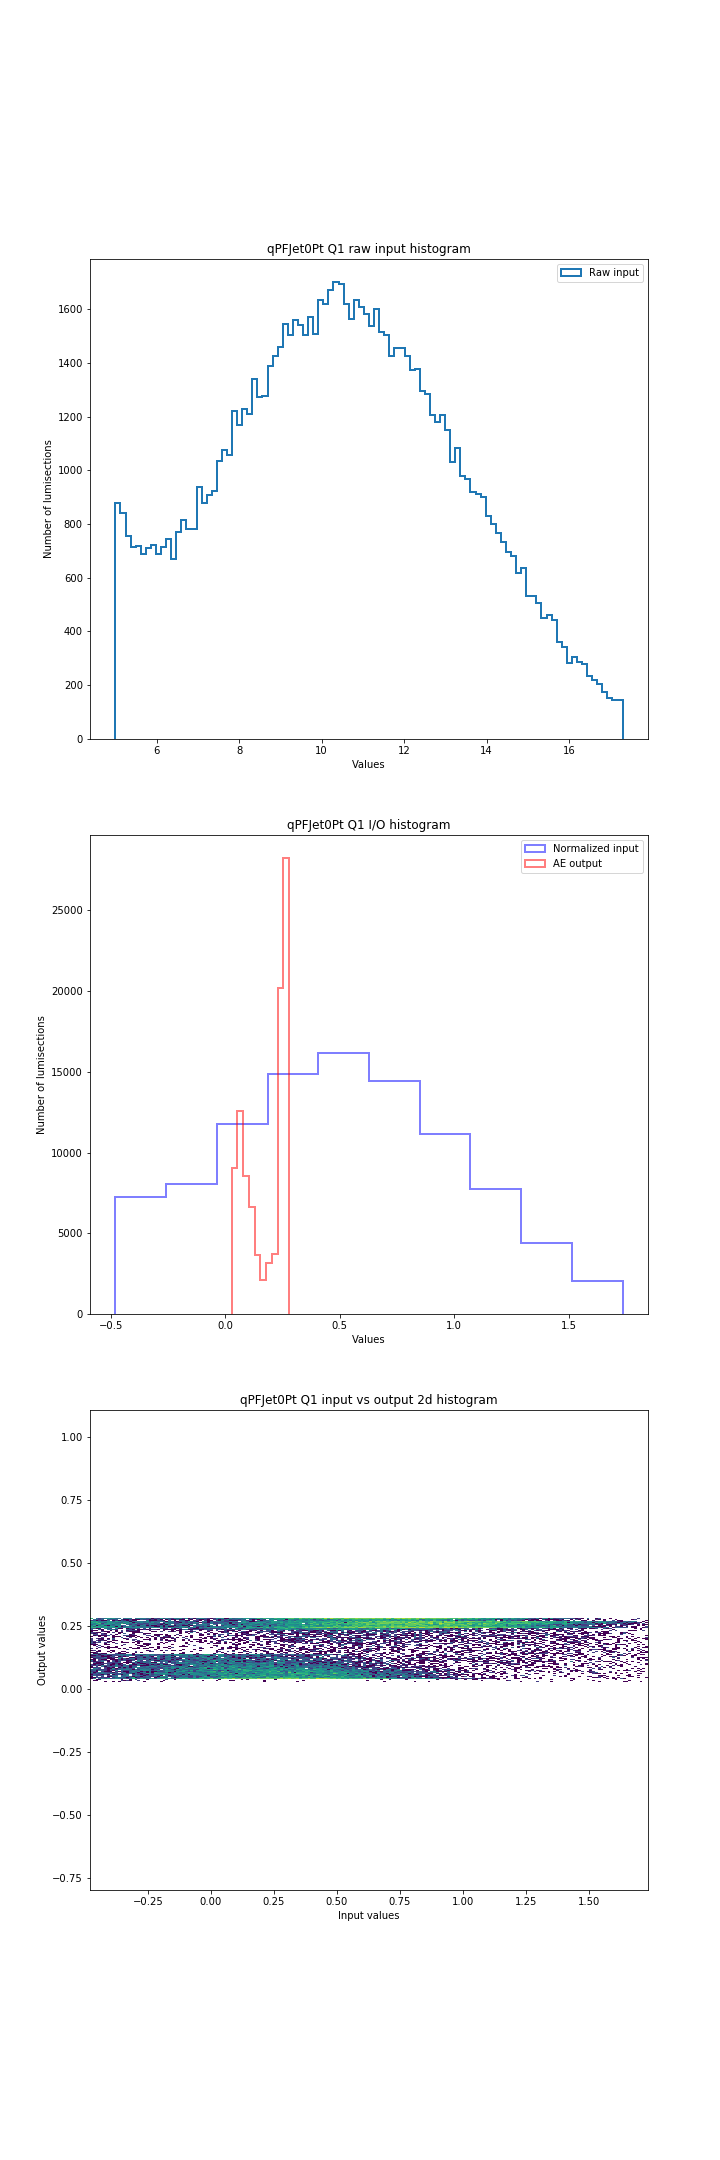 qPFJet0Pt Q1 raw input histogram
Raw input
1600
1400
1200
1000
800
600
400
200
0
Number of lumisections
6 8 10 12 14 16
Values
qPFJet0Pt Q1 I/O histogram
Normalized input
AE output
25000
20000
15000
10000
5000
0
Number of lumisections
−0.5 0.0 0.5 1.0 1.5
Values
qPFJet0Pt Q1 input vs output 2d histogram
1.00
0.75
0.50
0.25
0.00
−0.25
−0.50
−0.75
Output values
−0.25 0.00 0.25 0.50 0.75 1.00 1.25 1.50
Input values